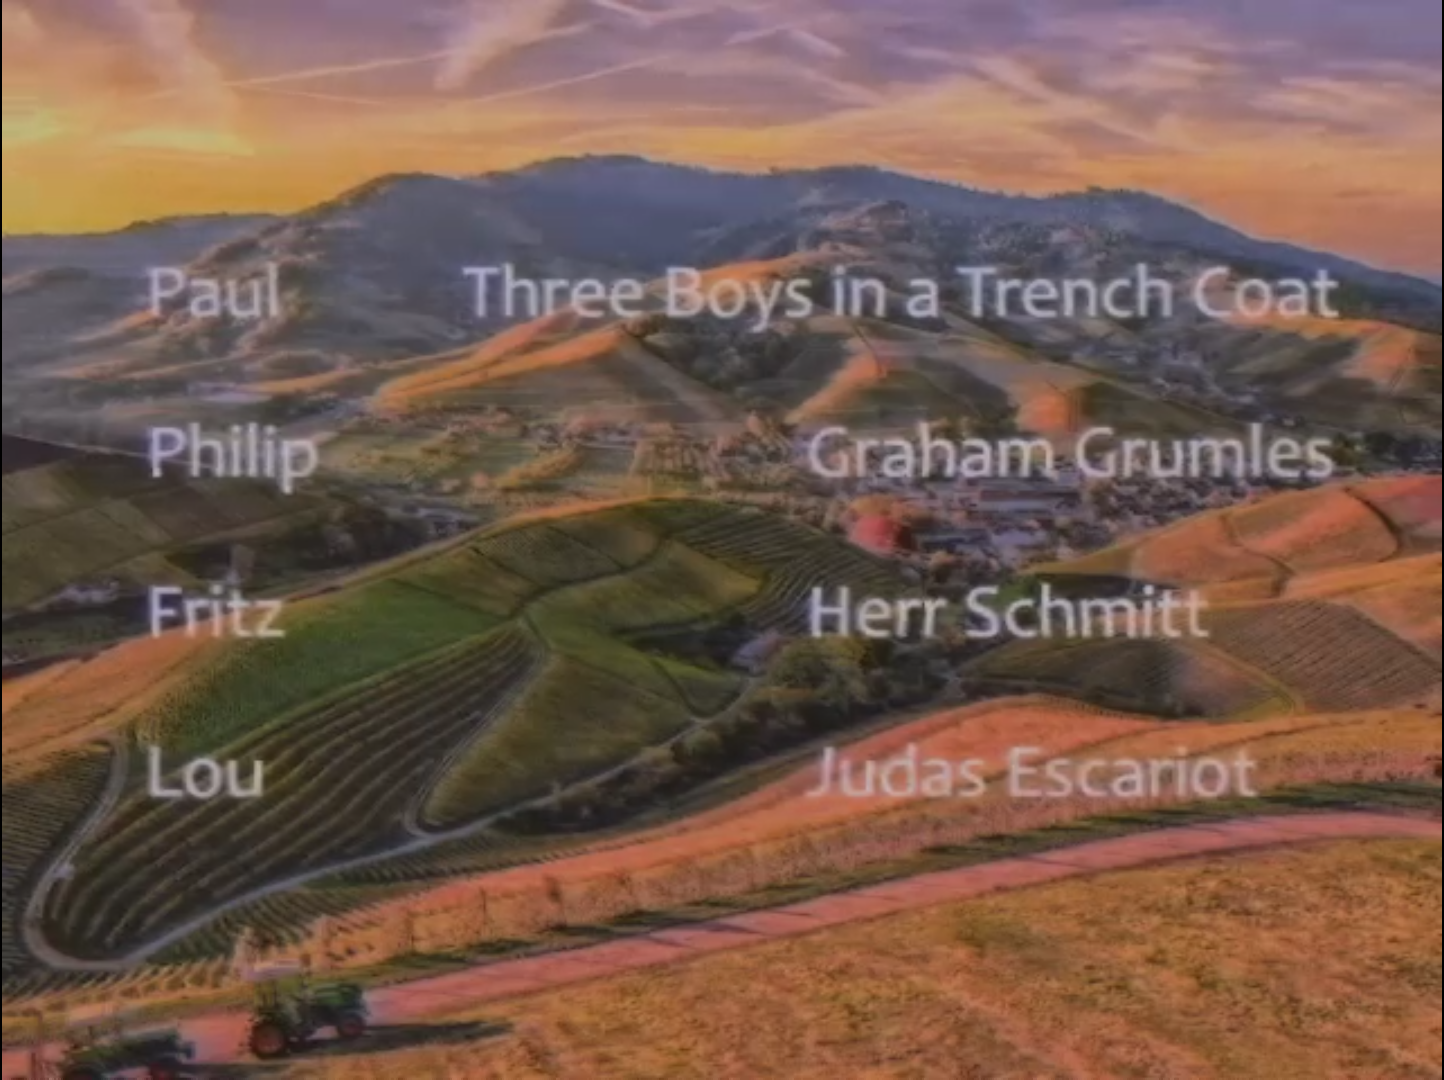 Paul Three Boys in a Trench Coat
Philip Graham Grumles
Fritz Herr Schmitt
Lou Judas Escariot